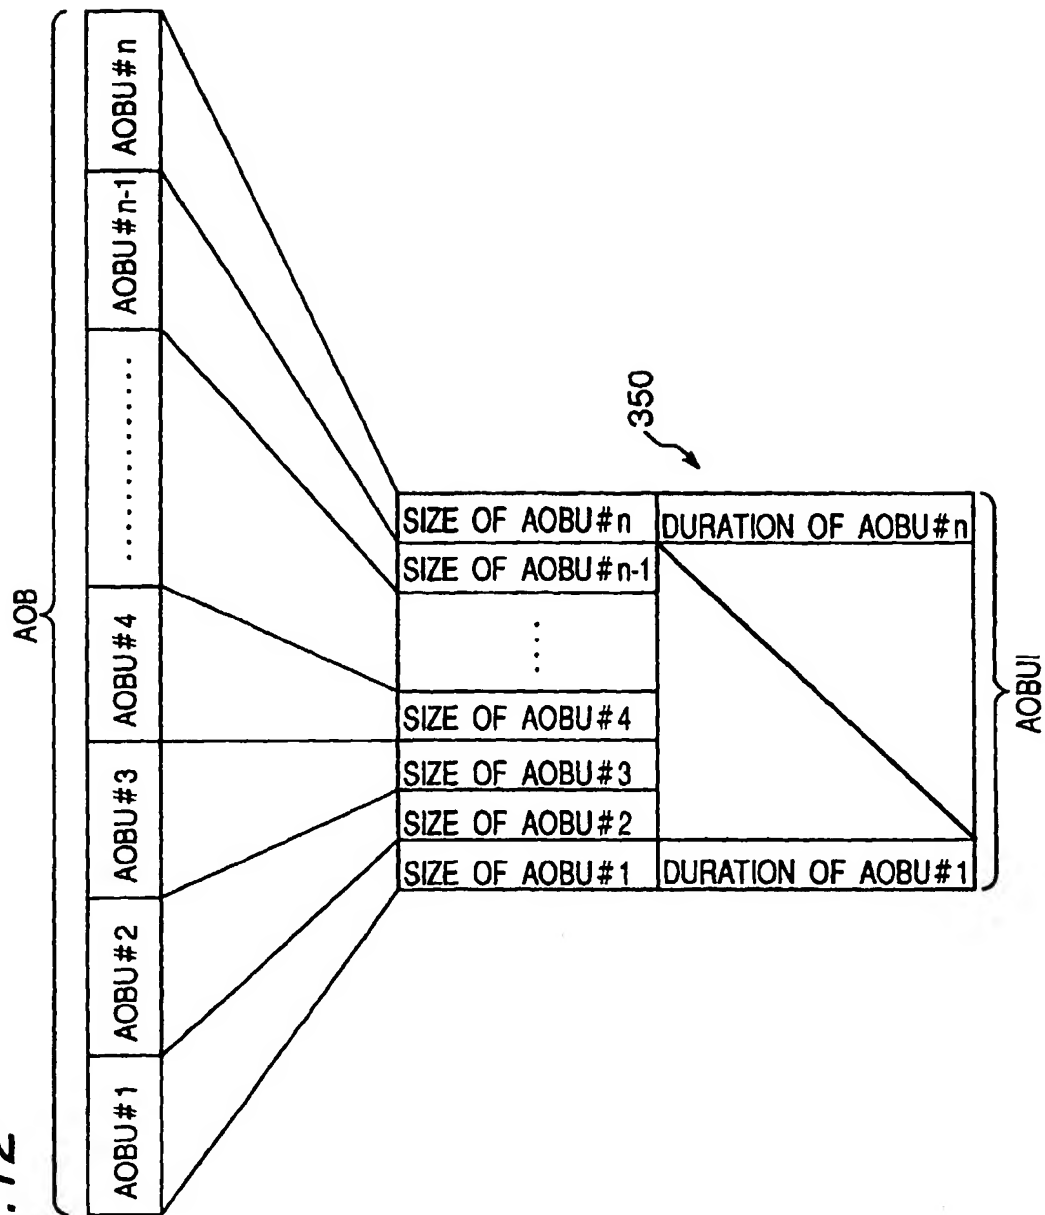 .12
AOB
AOBU#1
AOBU#2
AOBU#3
AOBU#4
............
AOBU#n-1
AOBU#n
350
SIZE OF AOBU#1
SIZE OF AOBU#2
SIZE OF AOBU#3
SIZE OF AOBU#4
....
SIZE OF AOBU#n-1
SIZE OF AOBU#n
DURATION OF AOBU#1
DURATION OF AOBU#n
AOBUI